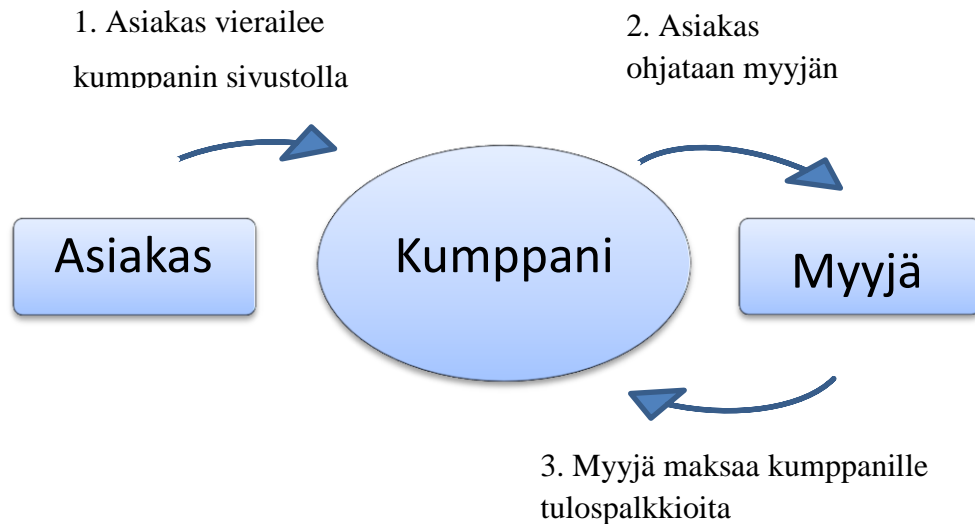 1. Asiakas vierailee
kumppanin sivustolla
2. Asiakas
ohjataan myyjän
Asiakas
Kumppani
Myyjä
3. Myyjä maksaa kumppanille
tulospalkkioita